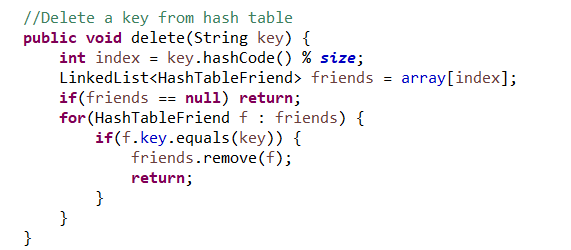 //Delete a key from hash table
public void delete(String key) {
    int index = key.hashCode() % size;
    LinkedList<HashTableFriend> friends = array[index];
    if(friends == null) return;
    for(HashTableFriend f : friends) {
        if(f.key.equals(key)) {
            friends.remove(f);
            return;
        }
    }
}